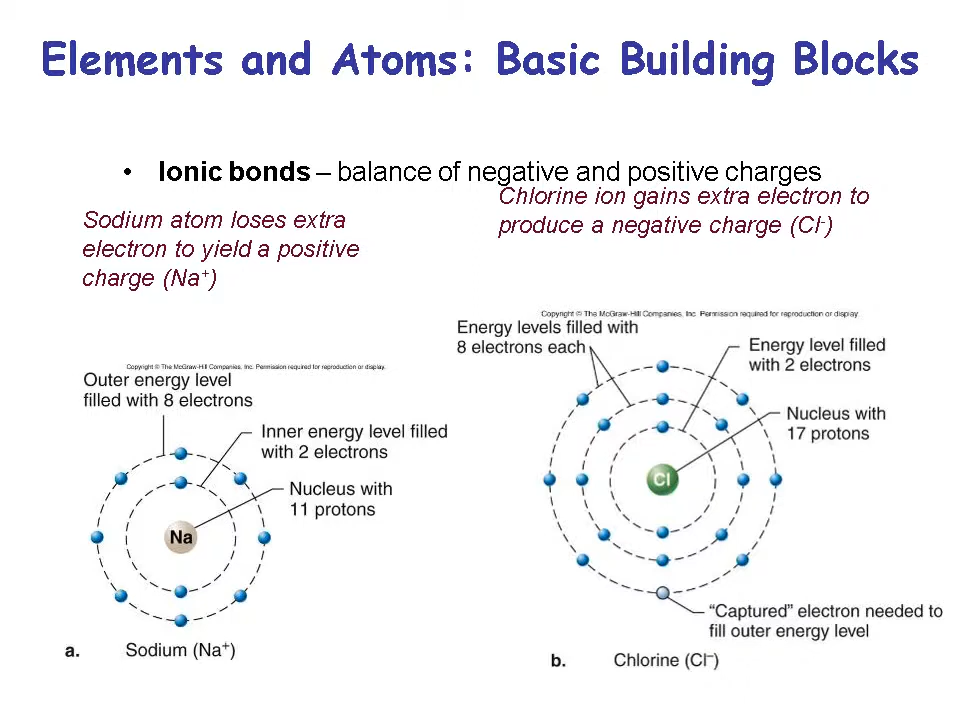 Elements and Atoms: Basic Building Blocks
• Ionic bonds – balance of negative and positive charges
Sodium atom loses extra
electron to yield a positive
charge (Na⁺)
Chlorine ion gains extra electron to
produce a negative charge (Cl⁻)
Copyright © The McGraw-Hill Companies, Inc. Permission required for reproduction or display.
Outer energy level
filled with 8 electrons
Inner energy level filled
with 2 electrons
Nucleus with
11 protons
Na
a. Sodium (Na⁺)
Copyright © The McGraw-Hill Companies, Inc. Permission required for reproduction or display.
Energy levels filled with
8 electrons each
Energy level filled
with 2 electrons
Nucleus with
17 protons
Cl
“Captured” electron needed to
fill outer energy level
b. Chlorine (Cl⁻)